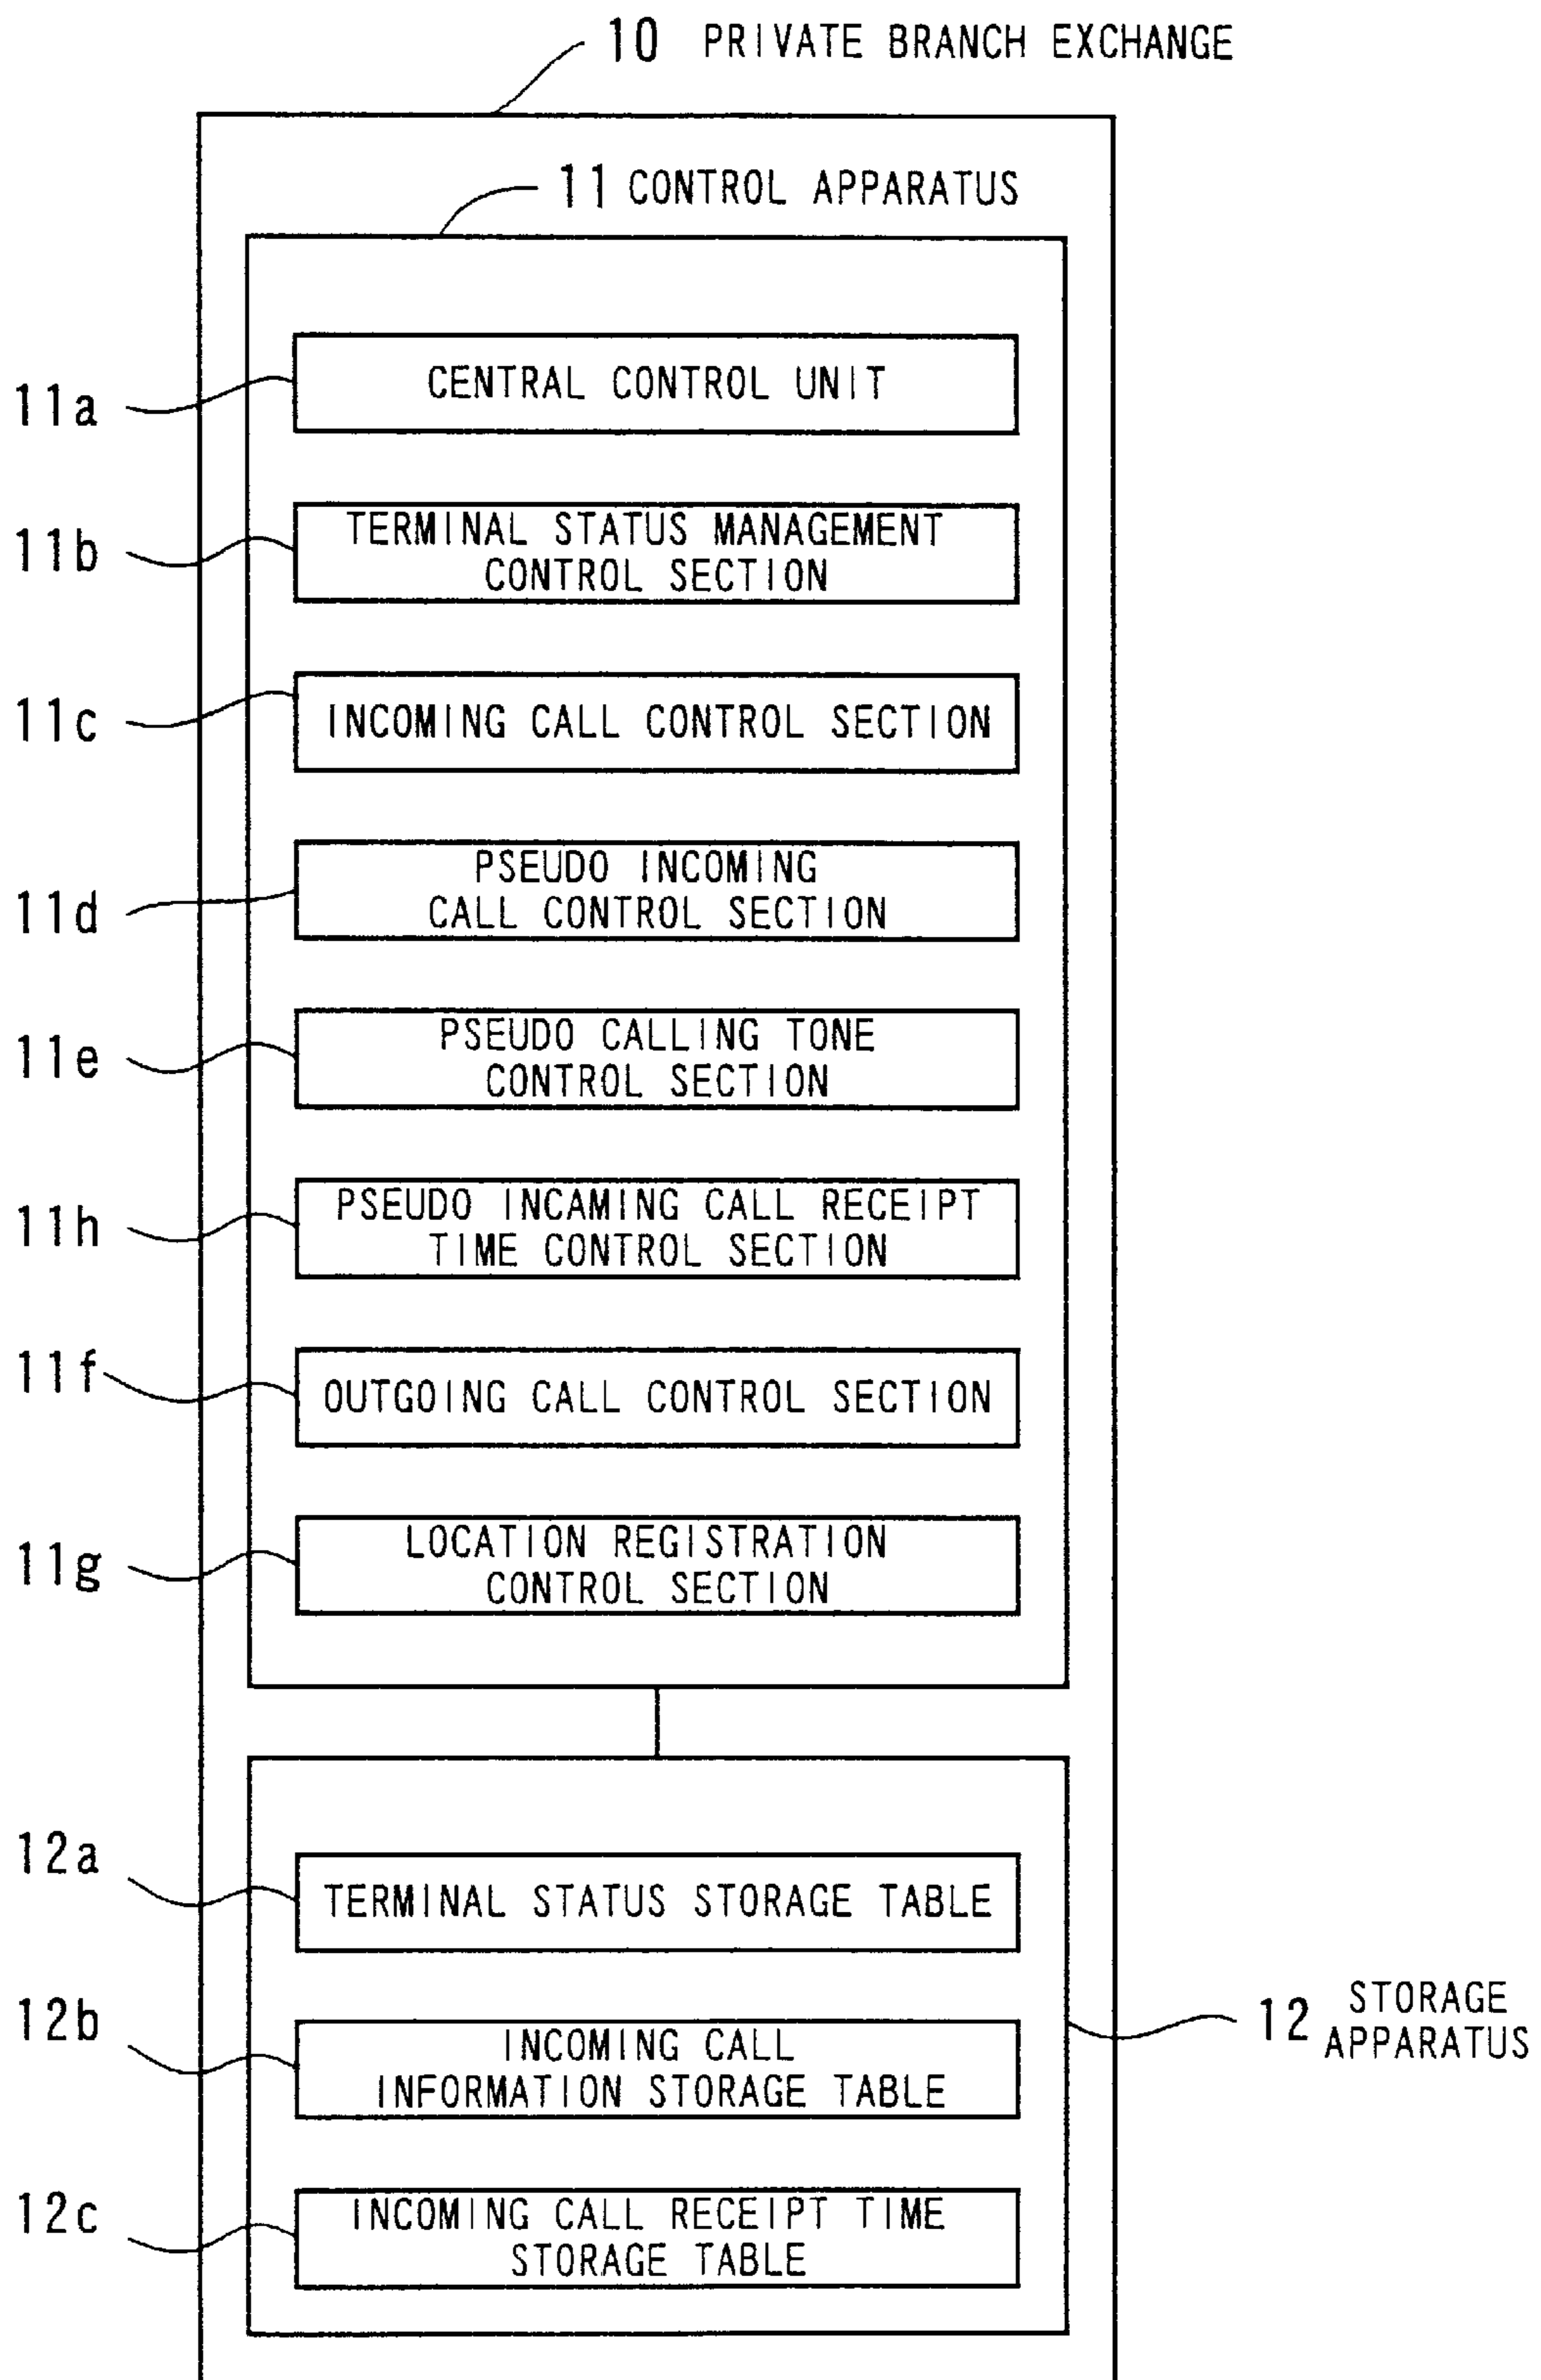 10 PRIVATE BRANCH EXCHANGE
11 CONTROL APPARATUS
11a
CENTRAL CONTROL UNIT
11b
TERMINAL STATUS MANAGEMENT
CONTROL SECTION
11c
INCOMING CALL CONTROL SECTION
11d
PSEUDO INCOMING
CALL CONTROL SECTION
11e
PSEUDO CALLING TONE
CONTROL SECTION
11h
PSEUDO INCAMING CALL RECEIPT
TIME CONTROL SECTION
11f
OUTGOING CALL CONTROL SECTION
11g
LOCATION REGISTRATION
CONTROL SECTION
12a
TERMINAL STATUS STORAGE TABLE
12b
INCOMING CALL
INFORMATION STORAGE TABLE
12 STORAGE
APPARATUS
12c
INCOMING CALL RECEIPT TIME
STORAGE TABLE